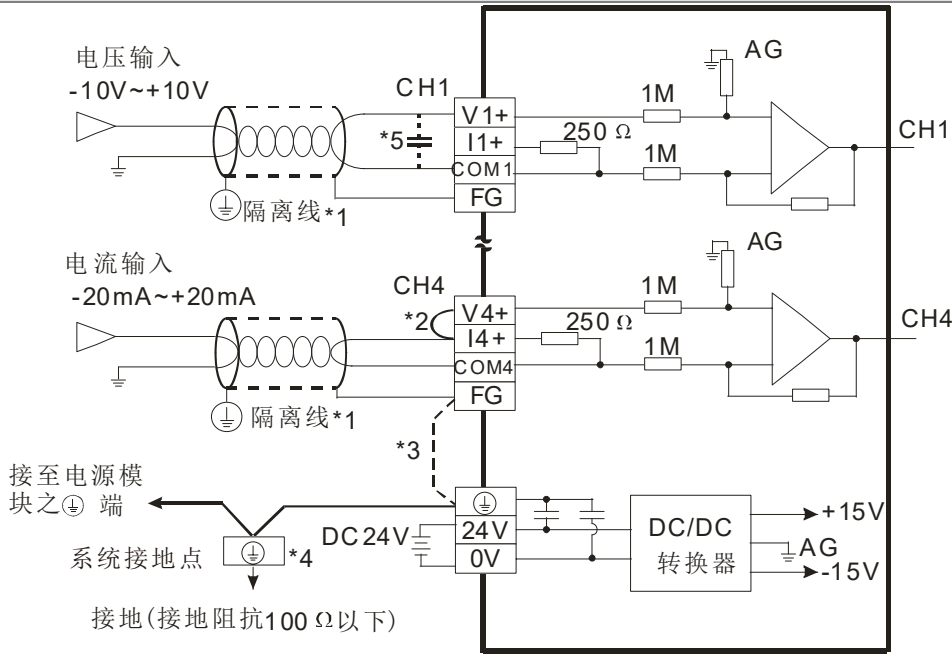 电压输入
-10V~+10V
CH1
V1+
*5
I1+
COM1
FG
隔离线*1
250 Ω
1M
1M
AG
CH1
电流输入
-20mA~+20mA
CH4
*2
V4+
I4+
COM4
FG
隔离线*1
250 Ω
1M
1M
AG
CH4
*3
接至电源模
块之 端
系统接地点
*4
接地(接地阻抗100 Ω以下)
DC24V
24V
0V
DC/DC
转换器
+15V
AG
-15V